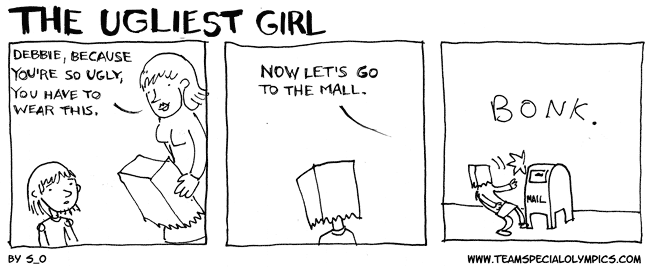 THE UGLIEST GIRL
DEBBIE, BECAUSE
YOU'RE SO UGLY,
YOU HAVE TO
WEAR THIS.
NOW LET'S GO
TO THE MALL.
BONK.
MAIL
BY S_O
WWW.TEAMSPECIALOLYMPICS.COM